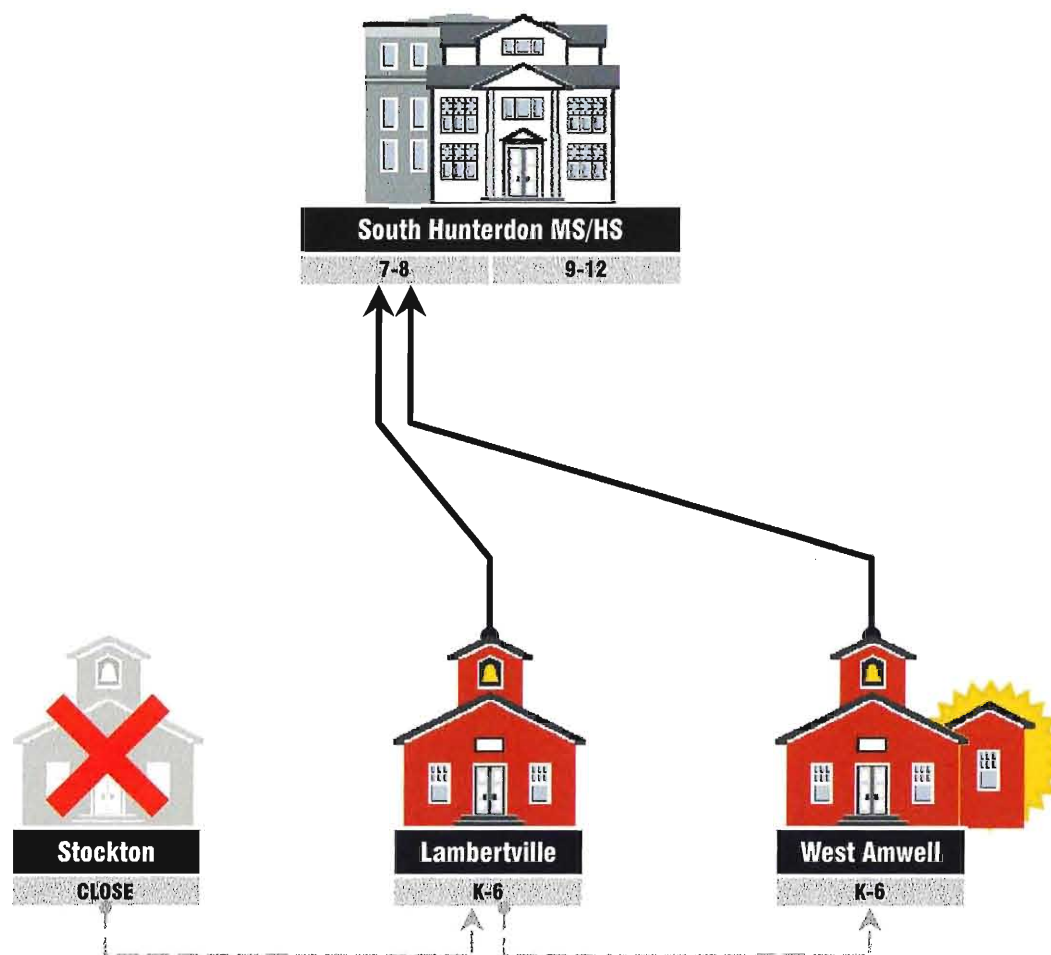 South Hunterdon MS/HS
7-8
9-12
Stockton
CLOSE
Lambertville
K-6
West Amwell
K-6